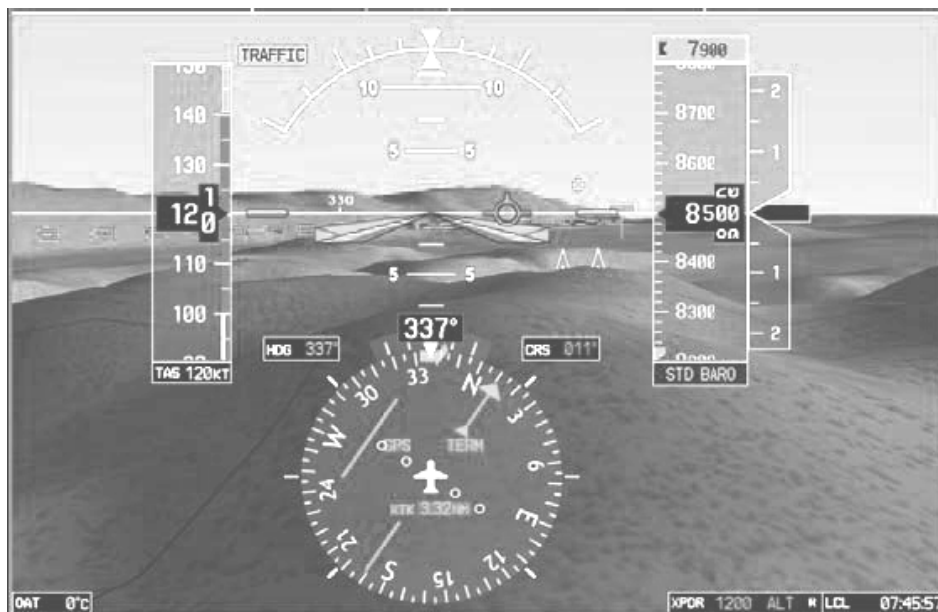 7900
TRAFFIC
10 10
140
8700
2
130
5 5
8600
1
330
120
8500
110
5 5
8400
1
100
337°
8300
2
HDG 337°
CRS 011°
TAS 120KT
STD BARO
33
30 N
3
W
GPS TERM
24 6
XTK 3.32NM
E
21
12
S 15
OAT 0°C
XPDR 1200 ALT R LCL 07:45:57